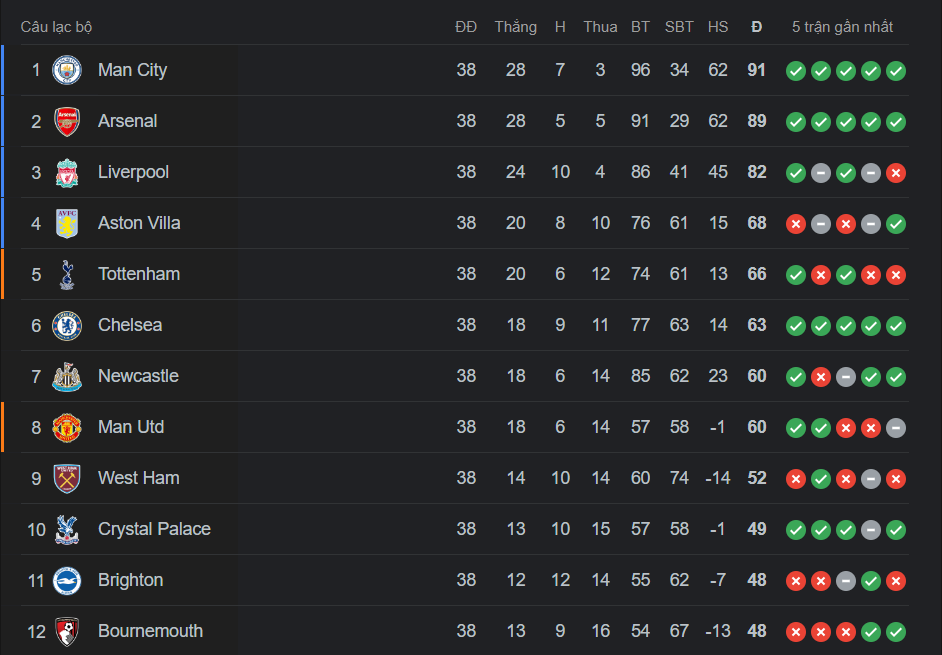 Câu lạc bộ ĐĐ Thắng H Thua BT SBT HS Đ 5 trận gần nhất
1 Man City 38 28 7 3 96 34 62 91
2 Arsenal 38 28 5 5 91 29 62 89
3 Liverpool 38 24 10 4 86 41 45 82
4 Aston Villa 38 20 8 10 76 61 15 68
5 Tottenham 38 20 6 12 74 61 13 66
6 Chelsea 38 18 9 11 77 63 14 63
7 Newcastle 38 18 6 14 85 62 23 60
8 Man Utd 38 18 6 14 57 58 -1 60
9 West Ham 38 14 10 14 60 74 -14 52
10 Crystal Palace 38 13 10 15 57 58 -1 49
11 Brighton 38 12 12 14 55 62 -7 48
12 Bournemouth 38 13 9 16 54 67 -13 48